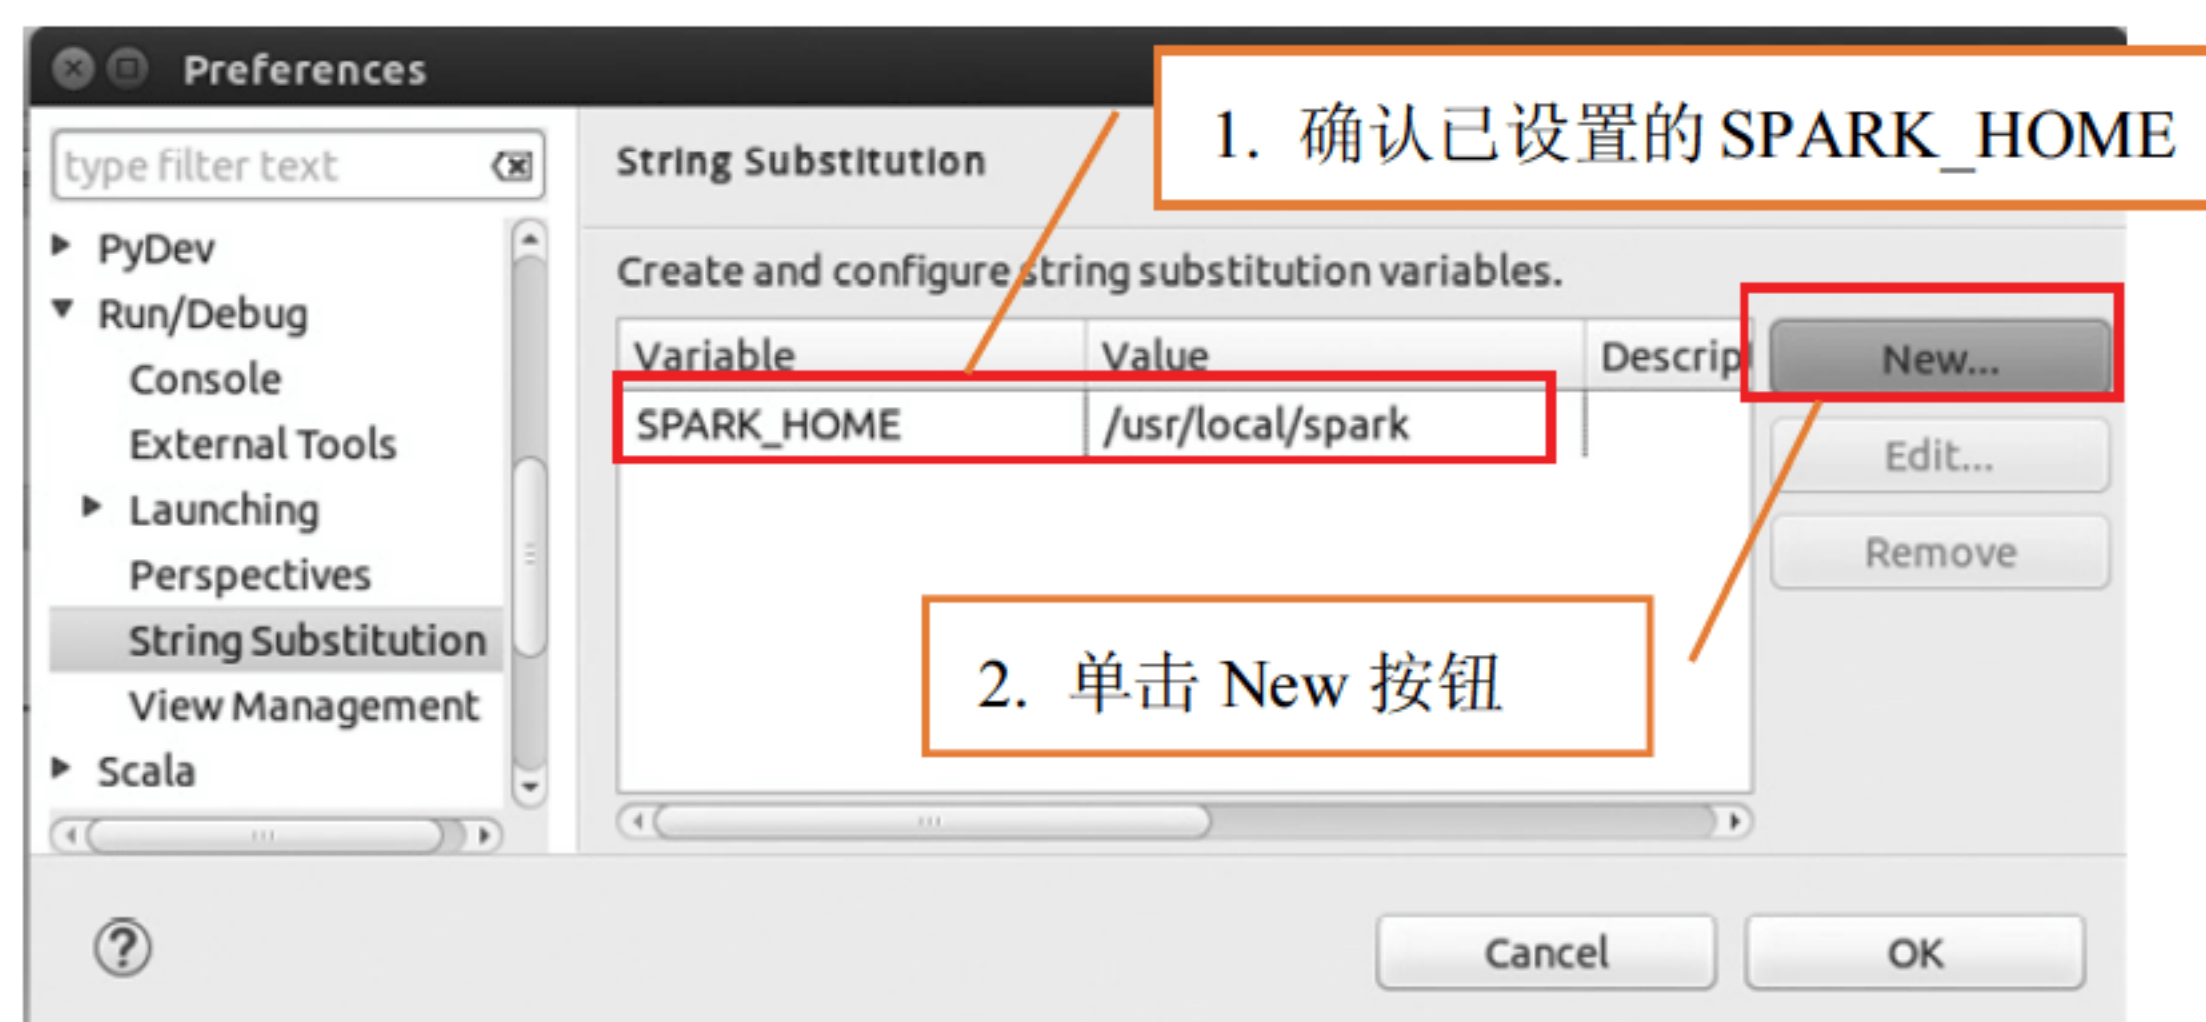 Preferences
1. 确认已设置的 SPARK_HOME
type filter text
String Substitution
PyDev
Run/Debug
Console
External Tools
Launching
Perspectives
String Substitution
View Management
Scala
Create and configure string substitution variables.
Variable Value
SPARK_HOME /usr/local/spark
New...
Edit...
Remove
2. 单击 New 按钮
Cancel OK